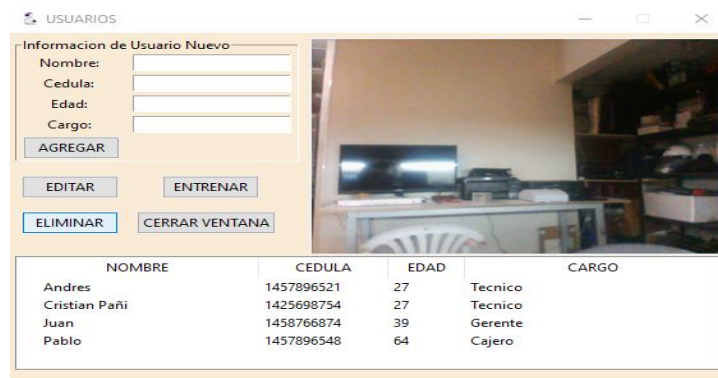 USUARIOS
Informacion de Usuario Nuevo
Nombre:
Cedula:
Edad:
Cargo:
AGREGAR
EDITAR ENTRENAR
ELIMINAR CERRAR VENTANA
NOMBRE CEDULA EDAD CARGO
Andres 1457896521 27 Tecnico
Cristian Pañi 1425698754 27 Tecnico
Juan 1458766874 39 Gerente
Pablo 1457896548 64 Cajero